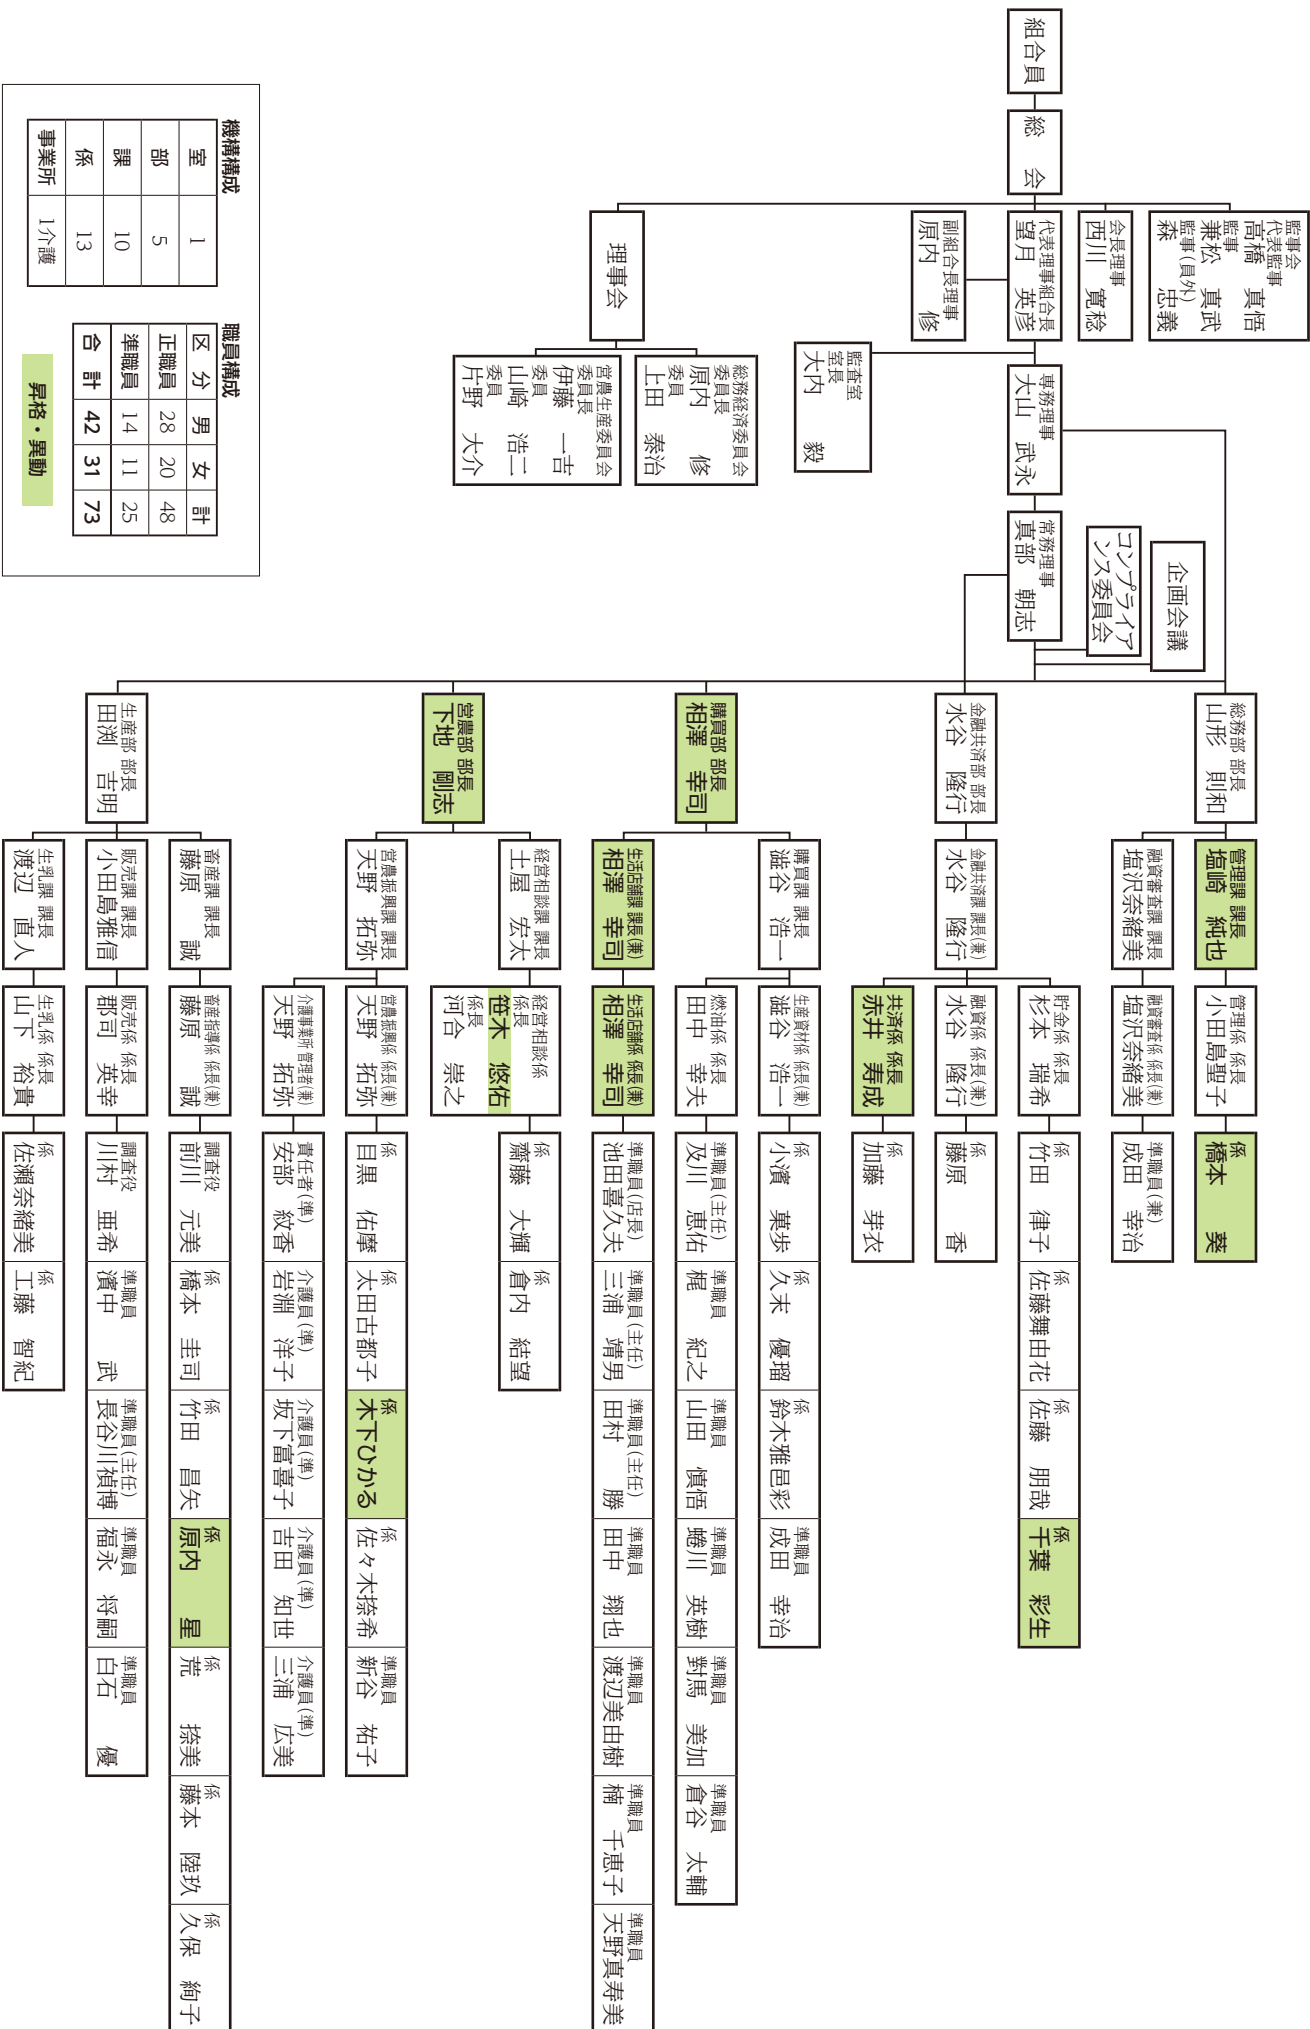 組合員
総　会
監事会
代表監事
高橋　真悟
監事
兼松　真武
監事(員外)
森　　忠義
会長理事
西川　寛稔
代表理事組合長
望月　英彦
副組合長理事
原内　　修
理事会
監査室
室長
大内　　毅
総務経済委員会
委員長
原内　　修
委員
上田　泰治
営農生産委員会
委員長
伊藤　一吉
委員
山崎　浩二
委員
片野　大介
専務理事
大山　武永
常務理事
真部　朝志
企画会議
コンプライア
ンス委員会
総務部 部長
山形　則和
管理課 課長
塩崎　純也
管理係 係長
小田島聖子
係
橋本　　葵
融資審査課 課長
塩沢奈緒美
融資審査係 係長(兼)
塩沢奈緒美
準職員(兼)
成田　幸治
金融共済部 部長
水谷　隆行
金融共済課 課長(兼)
水谷　隆行
貯金係 係長
杉本　瑞希
係
竹田　律子
係
佐藤舞由花
係
佐藤　朋哉
係
千葉　彩生
融資係 係長(兼)
水谷　隆行
係
藤原　　香
共済係 係長
赤井　寿成
係
加藤　芽衣
購買部 部長
相澤　幸司
購買課 課長
澁谷　浩一
生産資材係 係長(兼)
澁谷　浩一
係
小濱　菓歩
係
久末　優瑠
係
鈴木雅邑彩
準職員
成田　幸治
燃油係 係長
田中　幸夫
準職員(主任)
及川　恵佑
準職員
梶　　紀之
準職員
山田　慎悟
準職員
蜷川　英樹
準職員
對馬　美加
準職員
倉谷　太輔
生活店舗課 課長(兼)
相澤　幸司
生活店舗係 係長(兼)
相澤　幸司
準職員(店長)
池田喜久夫
準職員(主任)
三浦　靖男
準職員(主任)
田村　　勝
準職員
田中　翔也
準職員
渡辺美由樹
準職員
楠　千恵子
準職員
天野真寿美
営農部 部長
下地　剛志
経営相談課 課長
土屋　宏太
経営相談係
係長
笹木　悠佑
係長
河合　崇之
係
齋藤　大輝
係
倉内　結望
営農振興課 課長
天野　拓弥
営農振興係 係長(兼)
天野　拓弥
係
目黒　佑摩
係
太田古都子
係
木下ひかる
係
佐々木捺希
準職員
新谷　祐子
介護事業所 管理者(兼)
天野　拓弥
責任者(準)
安部　紋香
介護員(準)
岩淵　洋子
介護員(準)
坂下富喜子
介護員(準)
吉田　知世
介護員(準)
三浦　広美
生産部 部長
田渕　吉明
畜産課 課長
藤原　　誠
畜産指導係 係長(兼)
藤原　　誠
調査役
前川　元美
係
橋本　圭司
係
竹田　昌矢
係
原内　　星
係
荒　　捺美
係
藤本　陸玖
係
久保　絢子
販売課 課長
小田島雅信
販売係 係長
郡司　英幸
調査役
川村　亜希
準職員
濱中　　武
準職員(主任)
長谷川禎博
準職員
福永　将嗣
準職員
白石　　優
生乳課 課長
渡辺　直人
生乳係 係長
山下　裕貴
係
佐瀬奈緒美
係
工藤　智紀
機構構成
室　1
部　5
課　10
係　13
事業所　1介護
職員構成
区　分　男　女　計
正職員　28　20　48
準職員　14　11　25
合　計　42　31　73
昇格・異動